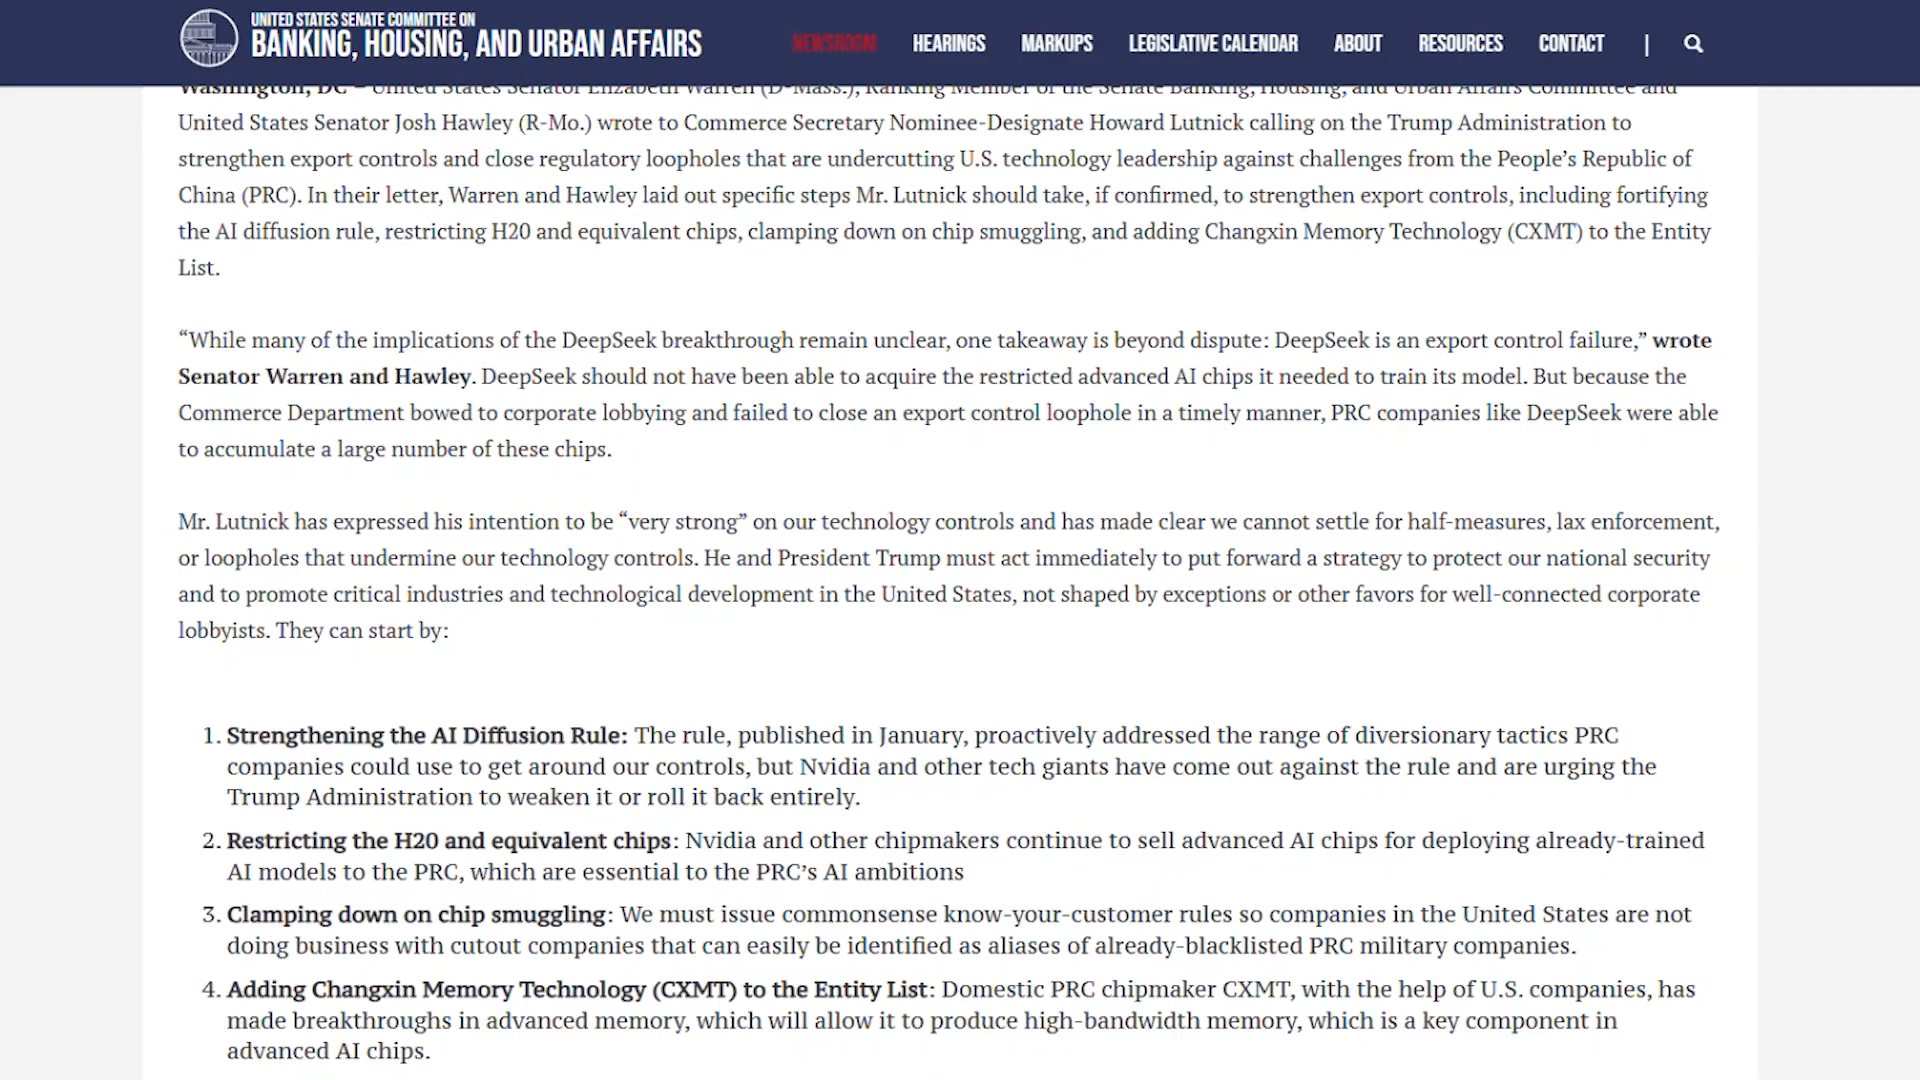 UNITED STATES SENATE COMMITTEE ON
BANKING, HOUSING, AND URBAN AFFAIRS
NEWSROOM HEARINGS MARKUPS LEGISLATIVE CALENDAR ABOUT RESOURCES CONTACT |
Washington, DC – United States Senator Elizabeth Warren (D-Mass.), Ranking Member of the Senate Banking, Housing, and Urban Affairs Committee and
United States Senator Josh Hawley (R-Mo.) wrote to Commerce Secretary Nominee-Designate Howard Lutnick calling on the Trump Administration to
strengthen export controls and close regulatory loopholes that are undercutting U.S. technology leadership against challenges from the People’s Republic of
China (PRC). In their letter, Warren and Hawley laid out specific steps Mr. Lutnick should take, if confirmed, to strengthen export controls, including fortifying
the AI diffusion rule, restricting H20 and equivalent chips, clamping down on chip smuggling, and adding Changxin Memory Technology (CXMT) to the Entity
List.
“While many of the implications of the DeepSeek breakthrough remain unclear, one takeaway is beyond dispute: DeepSeek is an export control failure,” wrote
Senator Warren and Hawley. DeepSeek should not have been able to acquire the restricted advanced AI chips it needed to train its model. But because the
Commerce Department bowed to corporate lobbying and failed to close an export control loophole in a timely manner, PRC companies like DeepSeek were able
to accumulate a large number of these chips.
Mr. Lutnick has expressed his intention to be “very strong” on our technology controls and has made clear we cannot settle for half-measures, lax enforcement,
or loopholes that undermine our technology controls. He and President Trump must act immediately to put forward a strategy to protect our national security
and to promote critical industries and technological development in the United States, not shaped by exceptions or other favors for well-connected corporate
lobbyists. They can start by:
1. Strengthening the AI Diffusion Rule: The rule, published in January, proactively addressed the range of diversionary tactics PRC
companies could use to get around our controls, but Nvidia and other tech giants have come out against the rule and are urging the
Trump Administration to weaken it or roll it back entirely.
2. Restricting the H20 and equivalent chips: Nvidia and other chipmakers continue to sell advanced AI chips for deploying already-trained
AI models to the PRC, which are essential to the PRC’s AI ambitions
3. Clamping down on chip smuggling: We must issue commonsense know-your-customer rules so companies in the United States are not
doing business with cutout companies that can easily be identified as aliases of already-blacklisted PRC military companies.
4. Adding Changxin Memory Technology (CXMT) to the Entity List: Domestic PRC chipmaker CXMT, with the help of U.S. companies, has
made breakthroughs in advanced memory, which will allow it to produce high-bandwidth memory, which is a key component in
advanced AI chips.